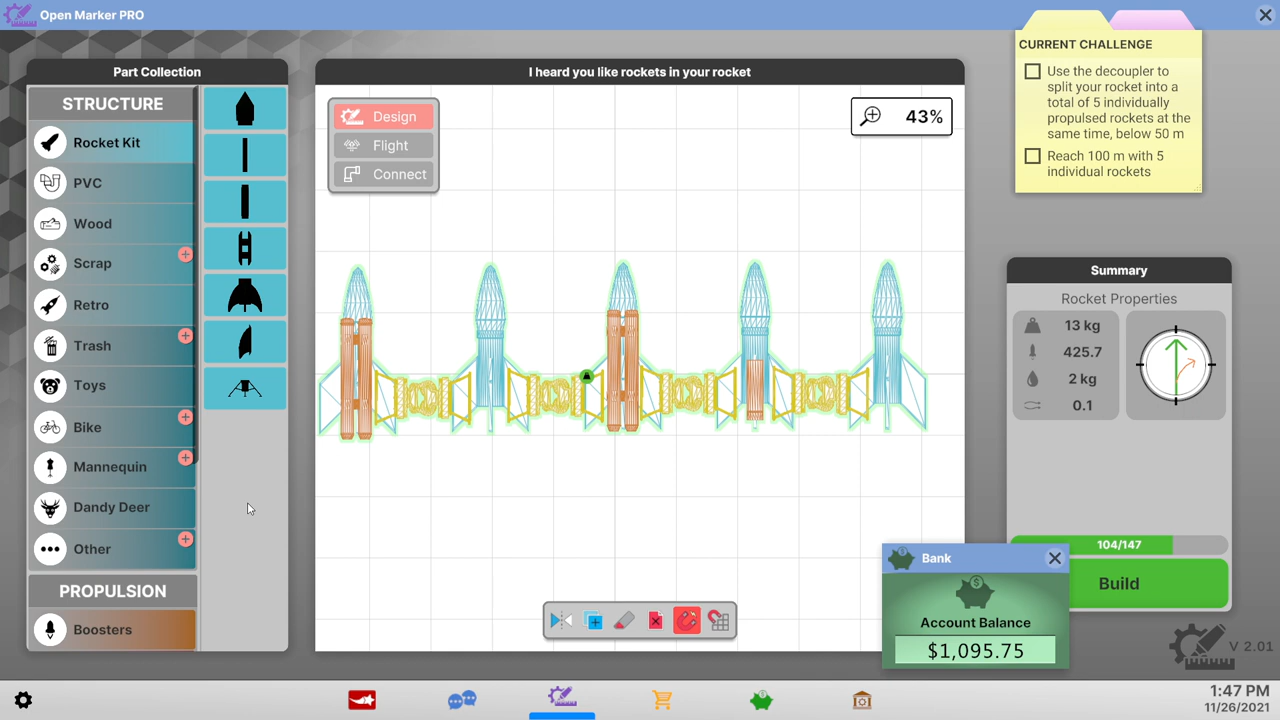 Open Marker PRO
Part Collection
STRUCTURE
Rocket Kit
PVC
Wood
Scrap
Retro
Trash
Toys
Bike
Mannequin
Dandy Deer
Other
PROPULSION
Boosters
I heard you like rockets in your rocket
Design
Flight
Connect
43%
CURRENT CHALLENGE
Use the decoupler to
split your rocket into a
total of 5 individually
propulsed rockets at the
same time, below 50 m
Reach 100 m with 5
individual rockets
Summary
Rocket Properties
13 kg
425.7
2 kg
0.1
104/147
Build
Bank
Account Balance
$1,095.75
V 2.01
1:47 PM
11/26/2021